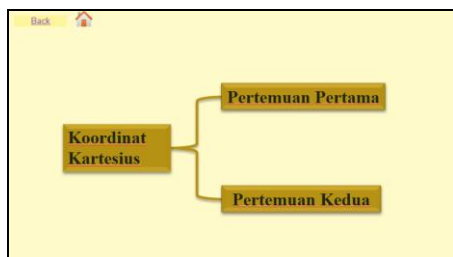 Back
Pertemuan Pertama
Koordinat
Kartesius
Pertemuan Kedua